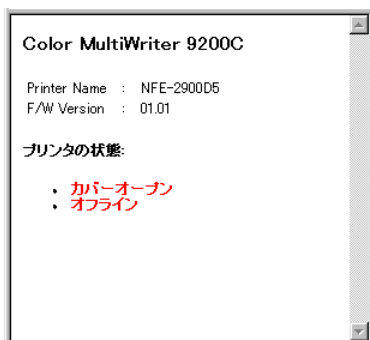 Color MultiWriter 9200C
Printer Name : NFE-2900D5
F/W Version : 01.01
プリンタの状態:
・ カバーオープン
・ オフライン